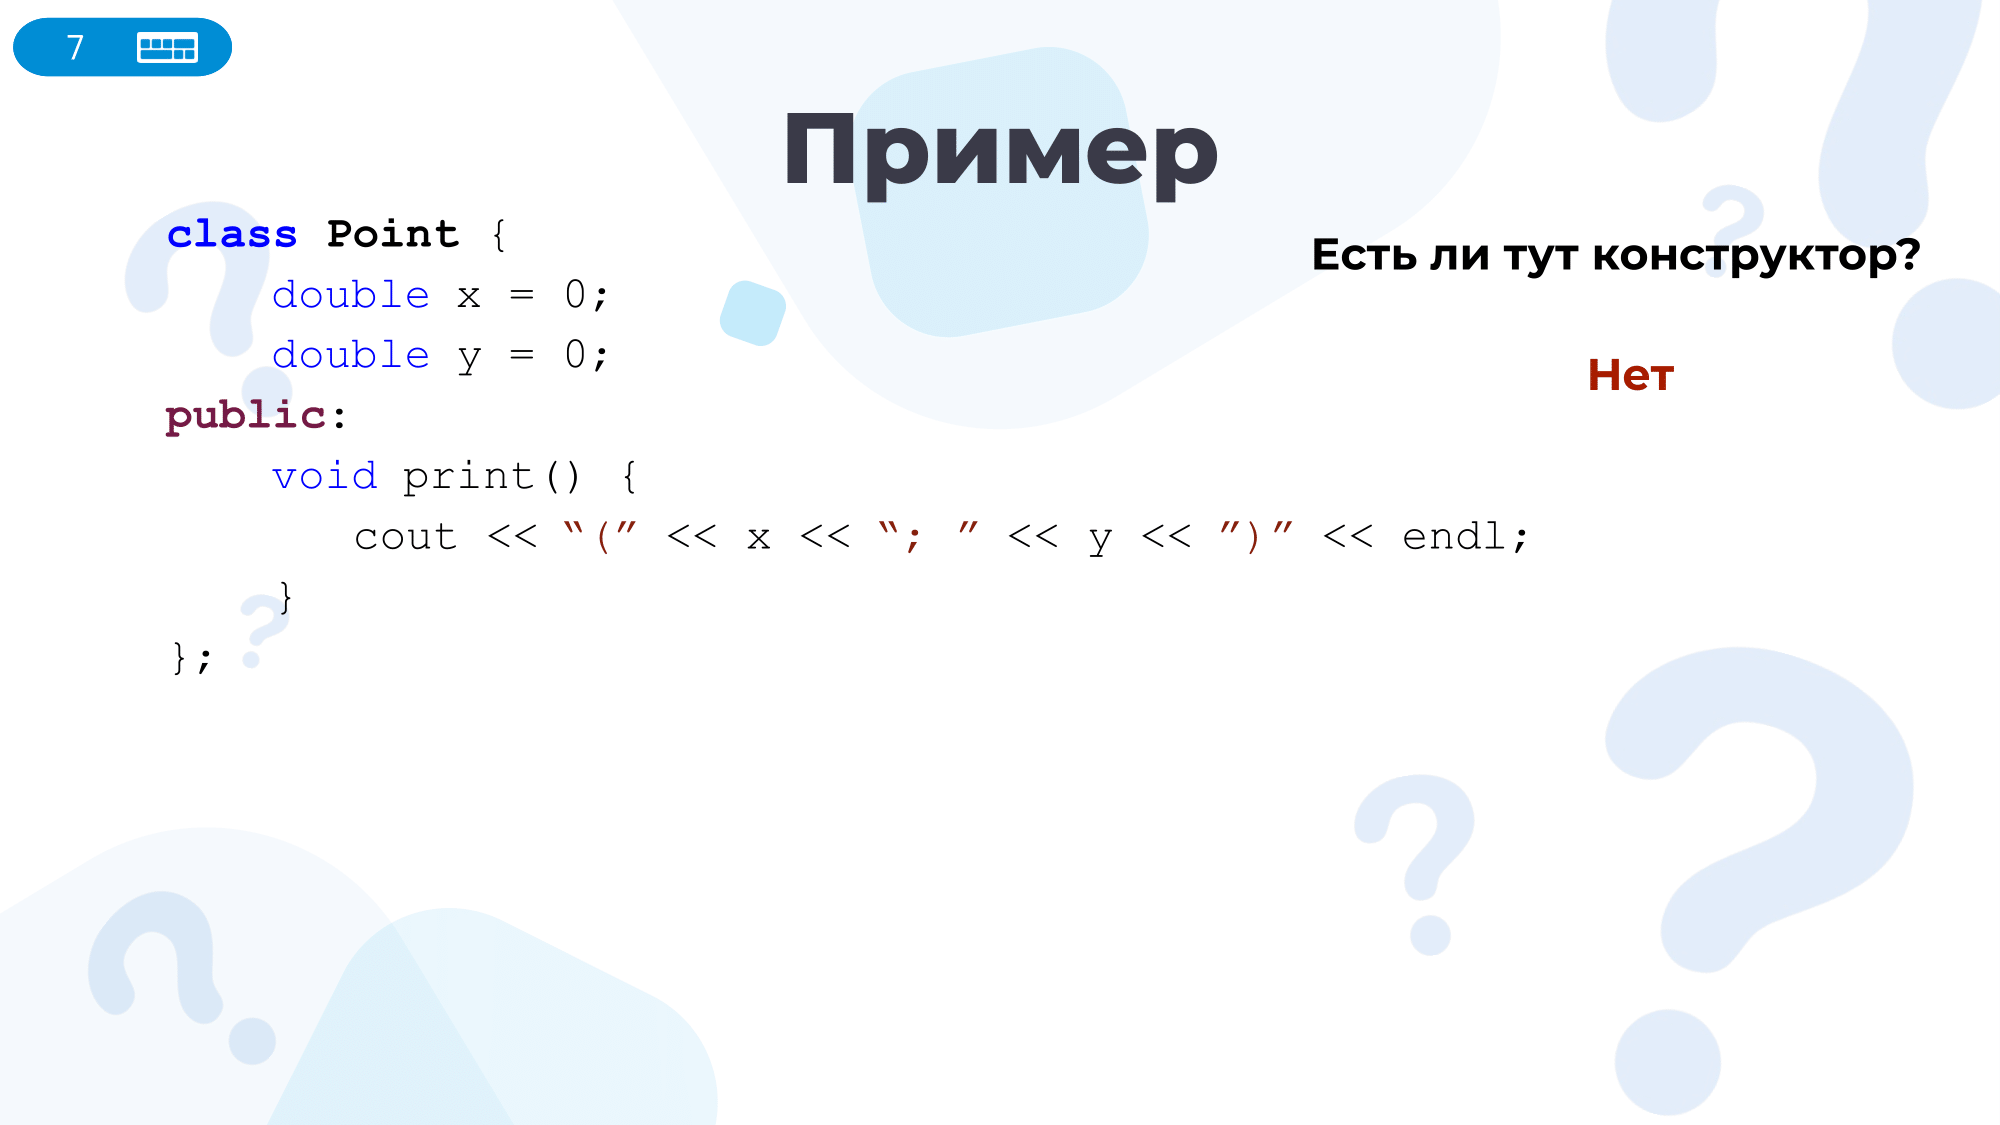 7
Пример
class Point {
    double x = 0;
    double y = 0;
public:
    void print() {
       cout << “(” << x << “; ” << y << ”)” << endl;
    }
};
Есть ли тут конструктор?
Нет